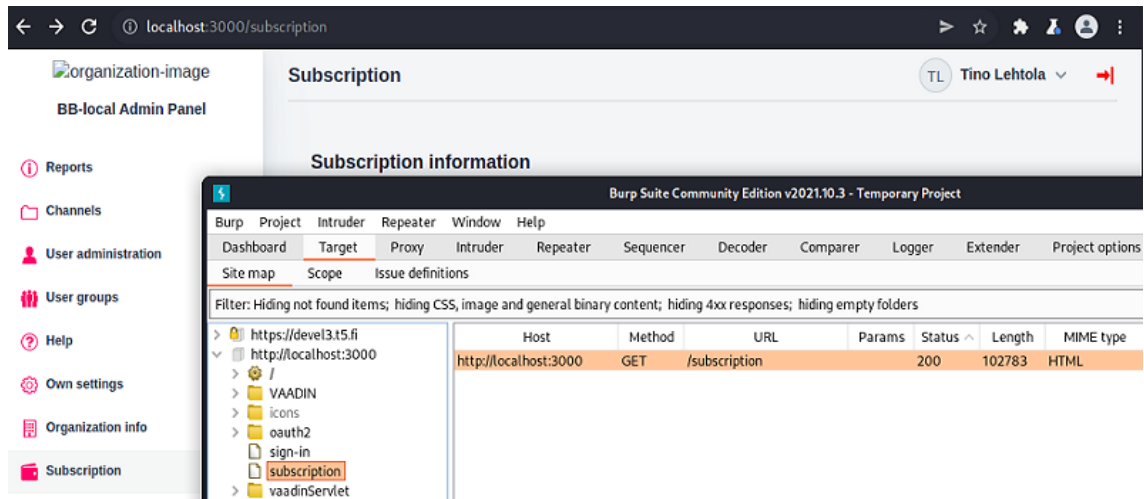 localhost:3000/subscription
organization-image
BB-local Admin Panel
Subscription
TL Tino Lehtola
Subscription information
Reports
Channels
User administration
User groups
Help
Own settings
Organization info
Subscription
Burp Suite Community Edition v2021.10.3 - Temporary Project
Burp Project Intruder Repeater Window Help
Dashboard Target Proxy Intruder Repeater Sequencer Decoder Comparer Logger Extender Project options
Site map Scope Issue definitions
Filter: Hiding not found items; hiding CSS, image and general binary content; hiding 4xx responses; hiding empty folders
https://devel3.t5.fi
http://localhost:3000
/
VAADIN
icons
oauth2
sign-in
subscription
vaadinServlet
Host Method URL Params Status Length MIME type
http://localhost:3000 GET /subscription 200 102783 HTML